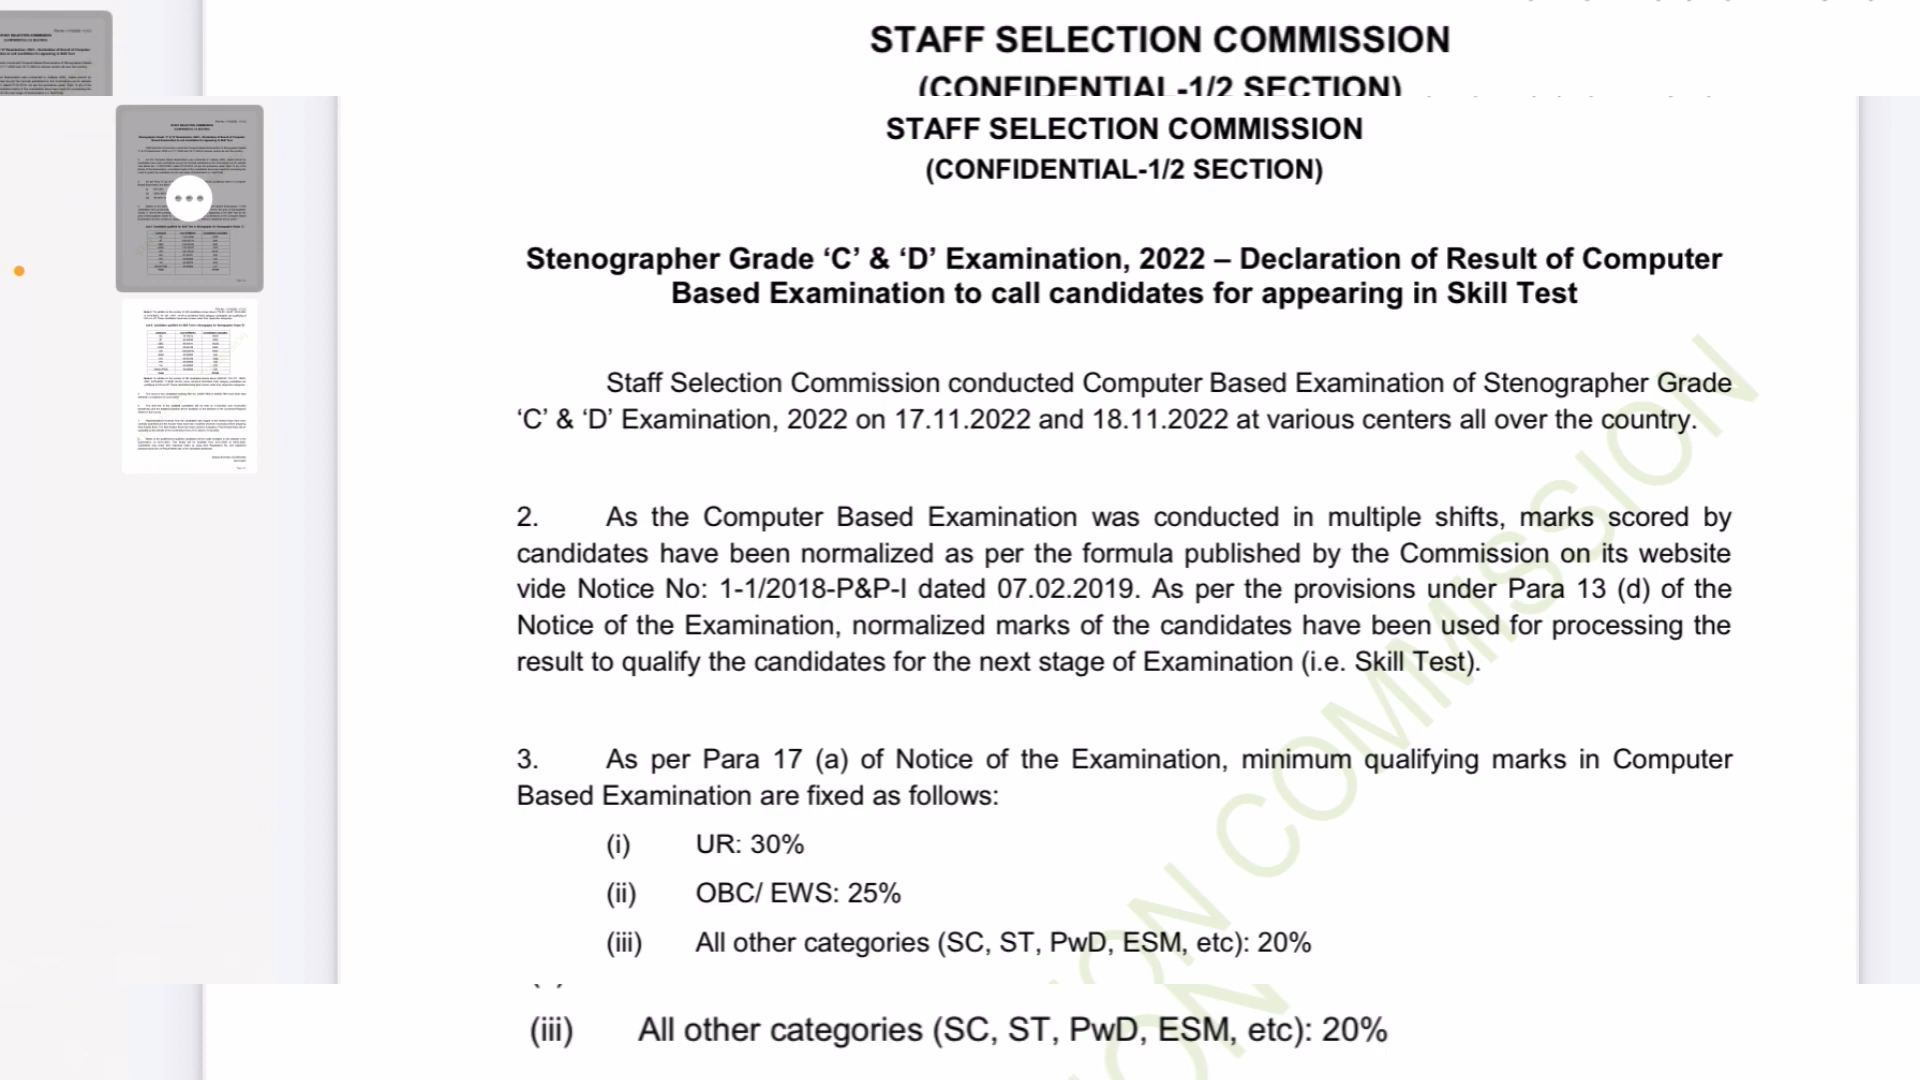 STAFF SELECTION COMMISSION
(CONFIDENTIAL-1/2 SECTION)
STAFF SELECTION COMMISSION
(CONFIDENTIAL-1/2 SECTION)
Stenographer Grade ‘C’ & ‘D’ Examination, 2022 – Declaration of Result of Computer
Based Examination to call candidates for appearing in Skill Test
Staff Selection Commission conducted Computer Based Examination of Stenographer Grade
‘C’ & ‘D’ Examination, 2022 on 17.11.2022 and 18.11.2022 at various centers all over the country.
2. As the Computer Based Examination was conducted in multiple shifts, marks scored by
candidates have been normalized as per the formula published by the Commission on its website
vide Notice No: 1-1/2018-P&P-I dated 07.02.2019. As per the provisions under Para 13 (d) of the
Notice of the Examination, normalized marks of the candidates have been used for processing the
result to qualify the candidates for the next stage of Examination (i.e. Skill Test).
3. As per Para 17 (a) of Notice of the Examination, minimum qualifying marks in Computer
Based Examination are fixed as follows:
(i) UR: 30%
(ii) OBC/ EWS: 25%
(iii) All other categories (SC, ST, PwD, ESM, etc): 20%
(iii) All other categories (SC, ST, PwD, ESM, etc): 20%
ION COMMISSION